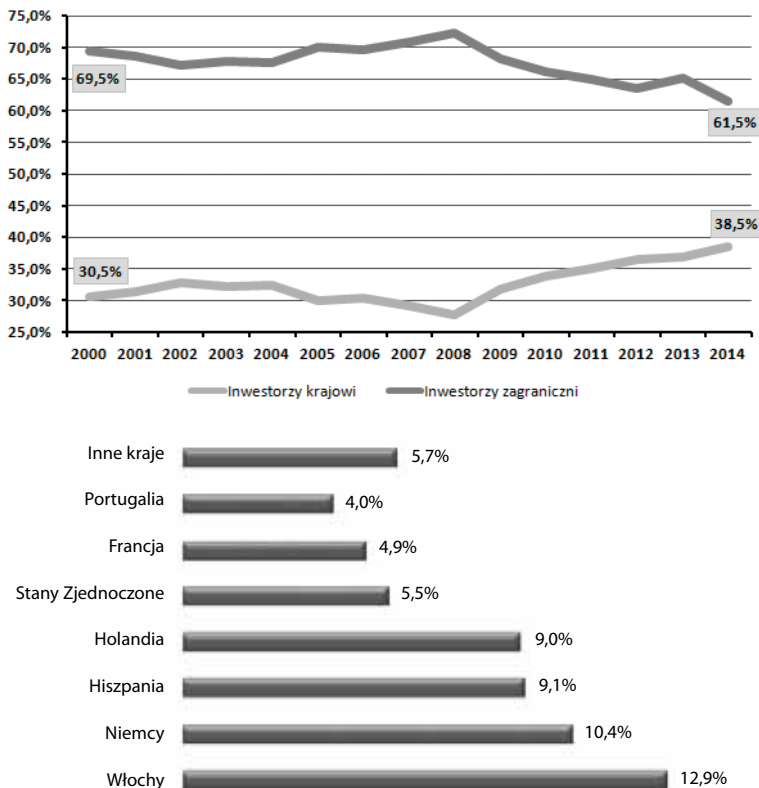 75,0%
70,0%
65,0%
60,0%
55,0%
50,0%
45,0%
40,0%
35,0%
30,0%
25,0%
69,5%
61,5%
38,5%
30,5%
2000 2001 2002 2003 2004 2005 2006 2007 2008 2009 2010 2011 2012 2013 2014
Inwestorzy krajowi Inwestorzy zagraniczni
Inne kraje 5,7%
Portugalia 4,0%
Francja 4,9%
Stany Zjednoczone 5,5%
Holandia 9,0%
Hiszpania 9,1%
Niemcy 10,4%
Włochy 12,9%